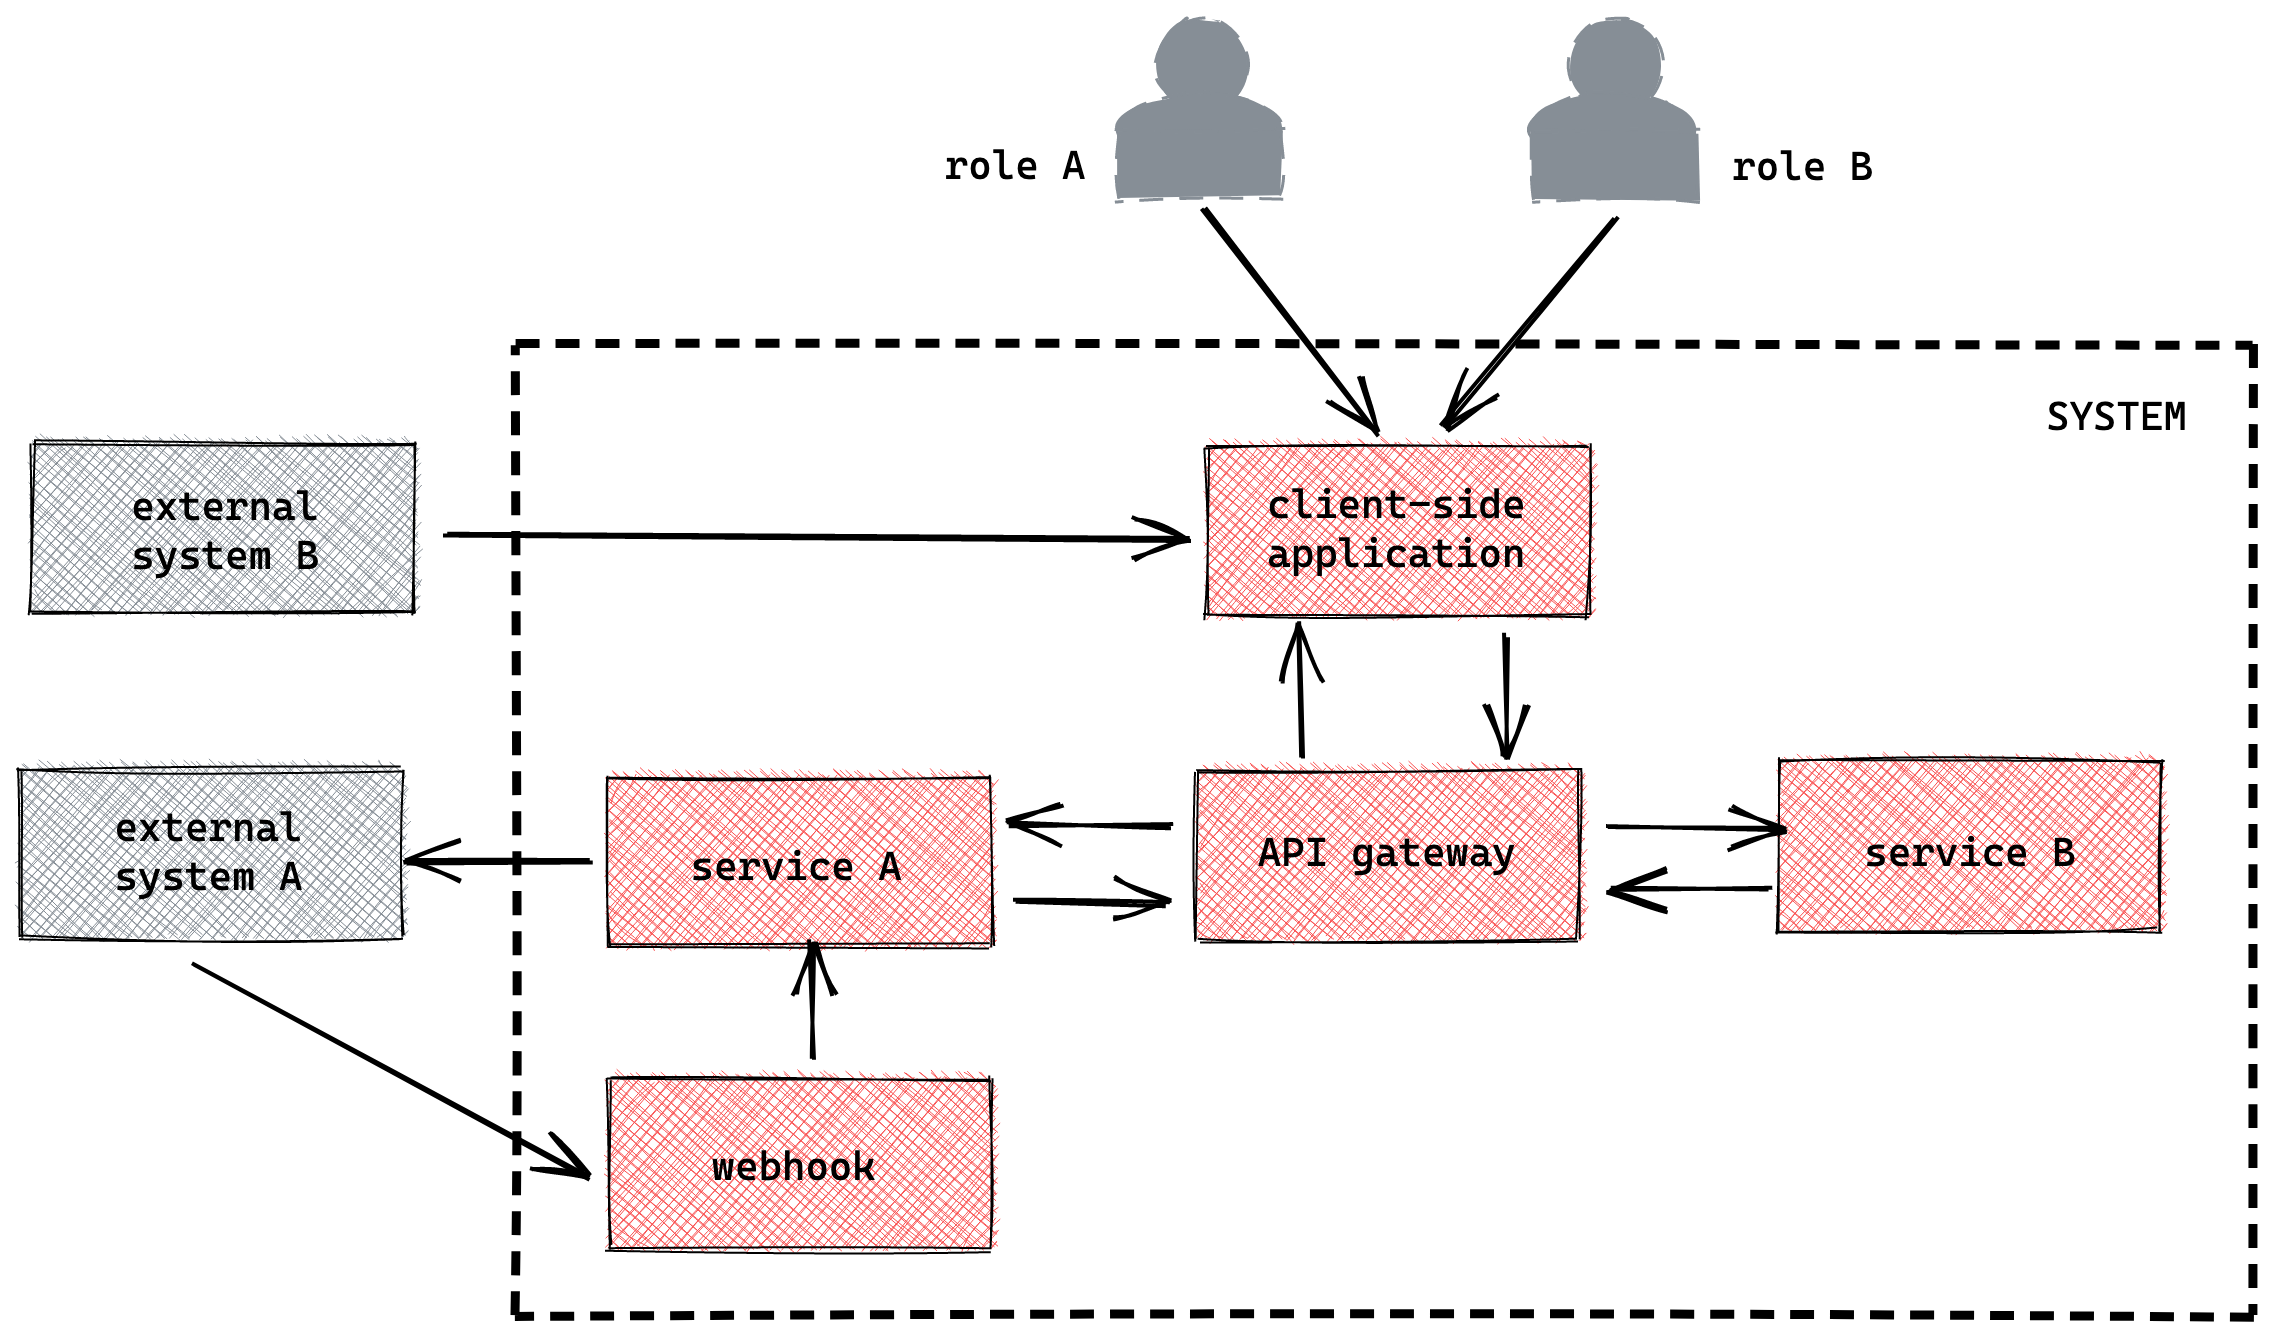 role A
role B
SYSTEM
external
system B
client-side
application
external
system A
service A
API gateway
service B
webhook